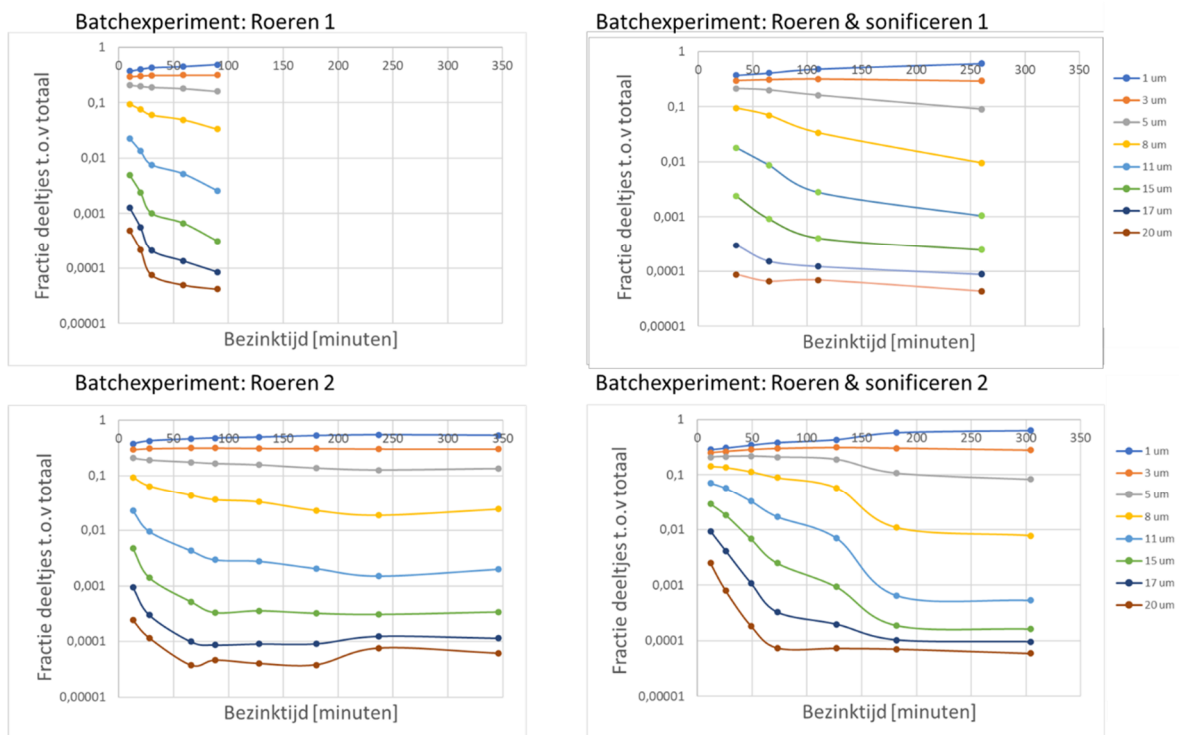 Batchexperiment: Roeren 1
1
0,1
0,01
0,001
0,0001
0,00001
0 50 100 150 200 250 300 350
Fractie deeltjes t.o.v totaal
Bezinktijd [minuten]
Batchexperiment: Roeren & sonificeren 1
1
0,1
0,01
0,001
0,0001
0,00001
0 50 100 150 200 250 300 350
Fractie deeltjes t.o.v totaal
Bezinktijd [minuten]
1 um
3 um
5 um
8 um
11 um
15 um
17 um
20 um
Batchexperiment: Roeren 2
1
0,1
0,01
0,001
0,0001
0,00001
0 50 100 150 200 250 300 350
Fractie deeltjes t.o.v totaal
Bezinktijd [minuten]
Batchexperiment: Roeren & sonificeren 2
1
0,1
0,01
0,001
0,0001
0,00001
0 50 100 150 200 250 300 350
Fractie deeltjes t.o.v totaal
Bezinktijd [minuten]
1 um
3 um
5 um
8 um
11 um
15 um
17 um
20 um